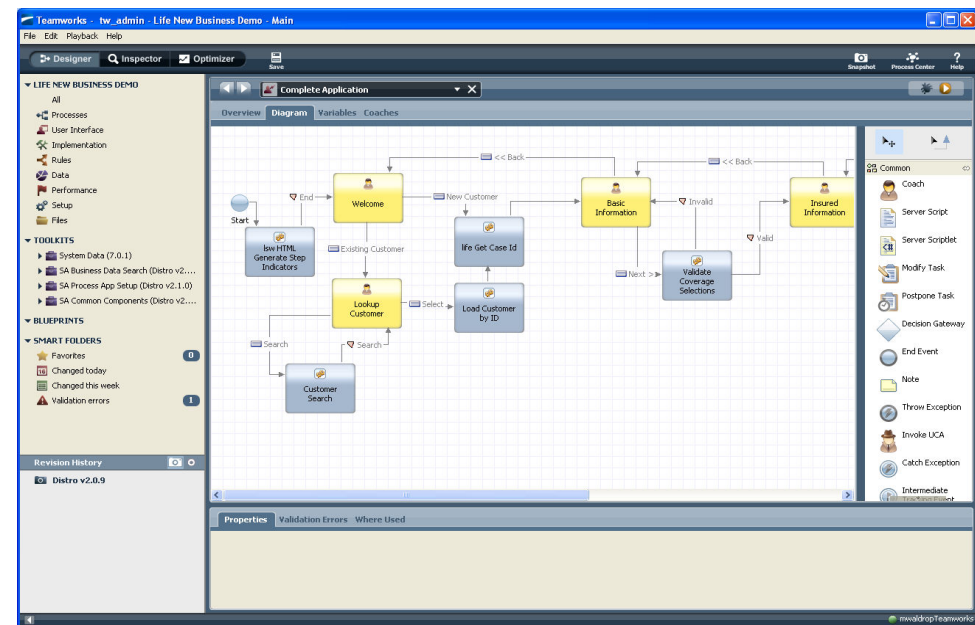 Teamworks - tw_admin - Life New Business Demo - Main
File Edit Playback Help
Designer Inspector Optimizer
Save
Snapshot Process Center Help
LIFE NEW BUSINESS DEMO
All
Processes
User Interface
Implementation
Rules
Data
Performance
Setup
Files
TOOLKITS
System Data (7.0.1)
SA Business Data Search (Distro v2....
SA Process App Setup (Distro v2.1.0)
SA Common Components (Distro v2....
BLUEPRINTS
SMART FOLDERS
Favorites 0
Changed today
Changed this week
Validation errors 1
Revision History
Distro v2.0.9
Complete Application
Overview Diagram Variables Coaches
<< Back
<< Back
Start
End
Welcome
New Customer
Basic
Information
Invalid
Insured
Information
lsw HTML
Generate Step
Indicators
Existing Customer
life Get Case Id
Valid
Next >
Validate
Coverage
Selections
Lookup
Customer
Select
Load Customer
by ID
Search
Search
Customer
Search
Common
Coach
Server Script
Server Scriptlet
Modify Task
Postpone Task
Decision Gateway
End Event
Note
Throw Exception
Invoke UCA
Catch Exception
Intermediate
Tracking Event
Properties Validation Errors Where Used
mwaldropTeamworks